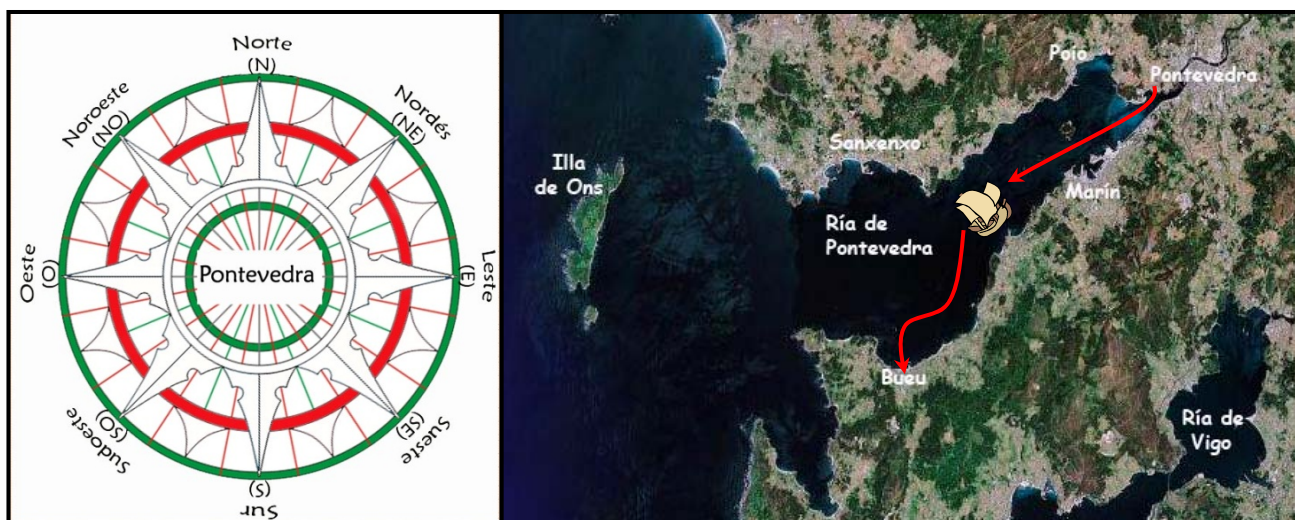 Norte
(N)
Nordés
(NE)
Leste
(E)
Sueste
(SE)
Sur
(S)
Sudoeste
(SO)
Oeste
(O)
Noroeste
(NO)
Pontevedra
Poio
Pontevedra
Sanxenxo
Illa
de Ons
Marín
Ría de
Pontevedra
Bueu
Ría de
Vigo